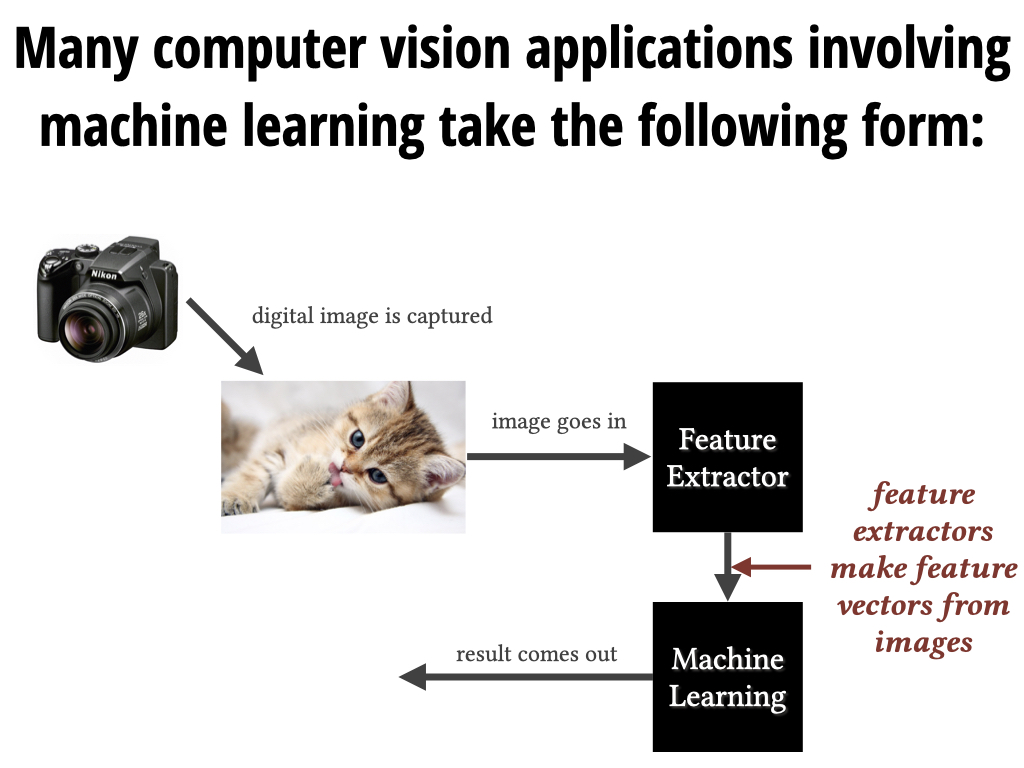 Many computer vision applications involving
machine learning take the following form:
Nikon
digital image is captured
image goes in
Feature
Extractor
feature
extractors
make feature
vectors from
images
result comes out
Machine
Learning